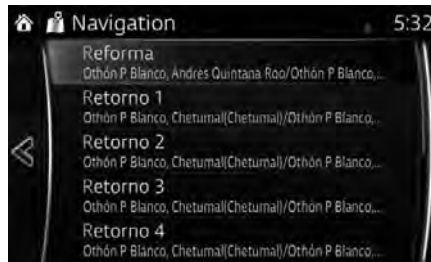 Navigation 5:32
Reforma
Othón P Blanco, Andres Quintana Roo/Othón P Blanco,...
Retorno 1
Othón P Blanco, Chetumal(Chetumal)/Othón P Blanco,...
Retorno 2
Othón P Blanco, Chetumal(Chetumal)/Othón P Blanco,...
Retorno 3
Othón P Blanco, Chetumal(Chetumal)/Othón P Blanco,...
Retorno 4
Othón P Blanco, Chetumal(Chetumal)/Othón P Blanco,...